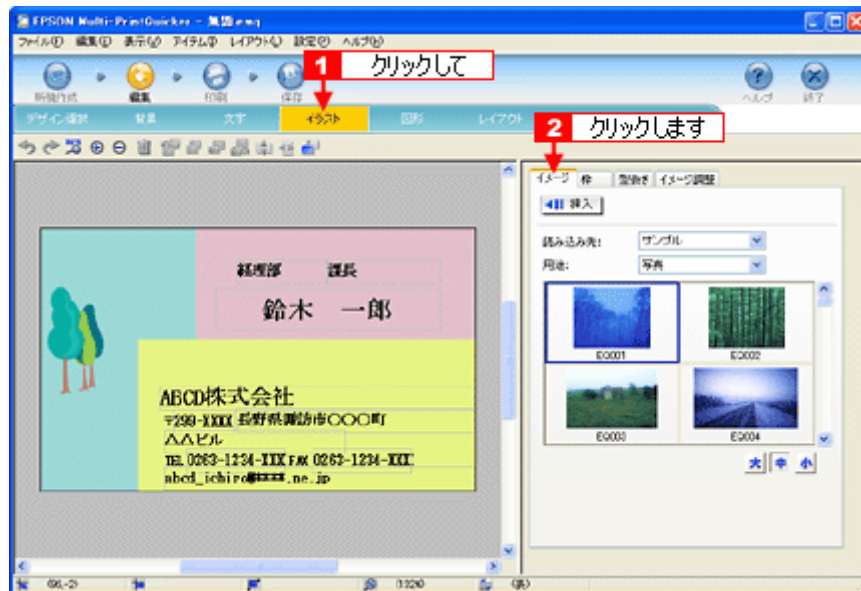 EPSON Multi-PrintQuicker - 無題.emq
ファイル(F) 編集(E) 表示(V) アイテム(I) レイアウト(L) 設定(O) ヘルプ(H)
1 クリックして
新規作成 編集 印刷 保存 ヘルプ 終了
デザイン選択 背景 文字 イラスト 図形 レイアウト
2 クリックします
イメージ 枠 型抜き イメージ調整
挿入
読み込み先: サンプル
用途: 写真
経理部 課長
鈴木 一郎
ABCD株式会社
〒299-XXXX 長野県諏訪市○○○町
△△ビル
TEL 0263-1234-XXX FAX 0263-1234-XXX
EQ001 EQ002
EQ003 EQ004
大 中 小